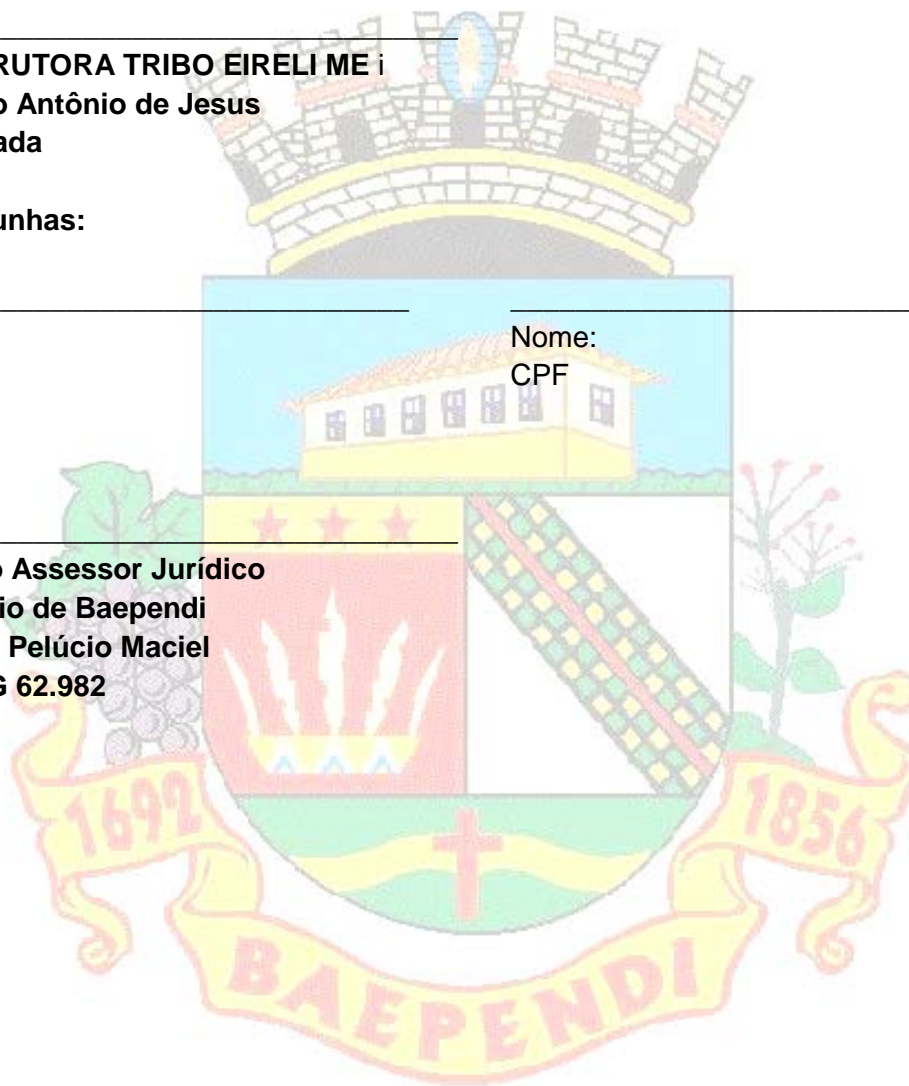 RUTORA TRIBO EIRELI ME i
o Antônio de Jesus
ada
unhas:
Nome:
CPF
o Assessor Jurídico
io de Baependi
Pelúcio Maciel
G 62.982
1692
1856
BAEPENDI